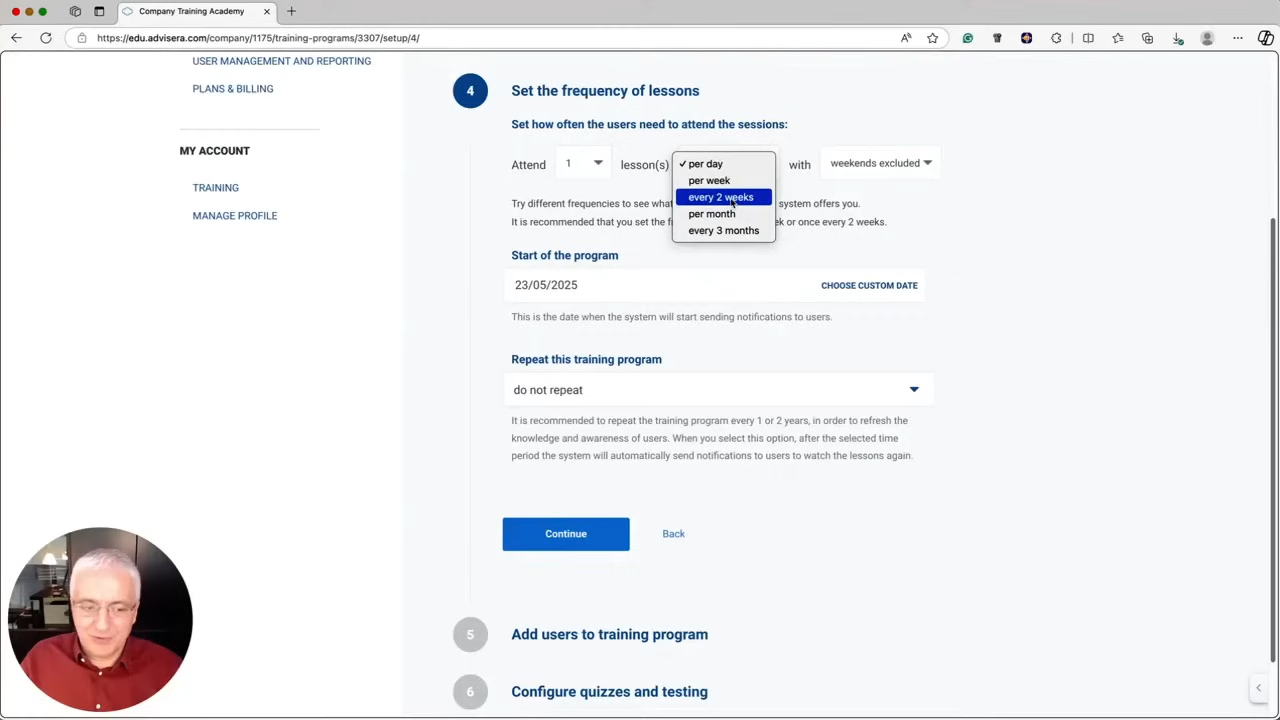 Company Training Academy
https://edu.advisera.com/company/1175/training-programs/3307/setup/4/
USER MANAGEMENT AND REPORTING
PLANS & BILLING
MY ACCOUNT
TRAINING
MANAGE PROFILE
4 Set the frequency of lessons
Set how often the users need to attend the sessions:
Attend 1 lesson(s) with weekends excluded
✓ per day
per week
every 2 weeks
per month
every 3 months
Try different frequencies to see what system offers you.
It is recommended that you set the k or once every 2 weeks.
Start of the program
23/05/2025 CHOOSE CUSTOM DATE
This is the date when the system will start sending notifications to users.
Repeat this training program
do not repeat
It is recommended to repeat the training program every 1 or 2 years, in order to refresh the
knowledge and awareness of users. When you select this option, after the selected time
period the system will automatically send notifications to users to watch the lessons again.
Continue Back
5 Add users to training program
6 Configure quizzes and testing